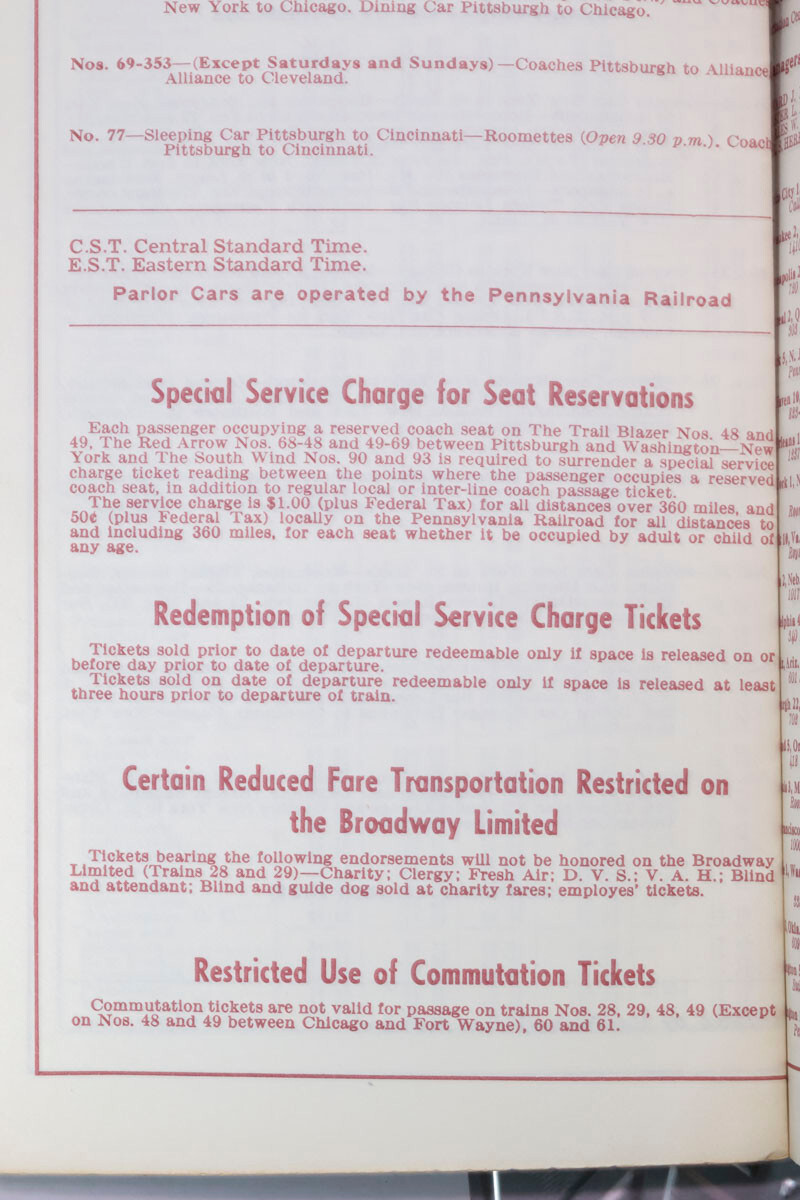 New York to Chicago. Dining Car Pittsburgh to Chicago.
Nos. 69-353—(Except Saturdays and Sundays)—Coaches Pittsburgh to Alliance
Alliance to Cleveland.
No. 77—Sleeping Car Pittsburgh to Cincinnati—Roomettes (Open 9.30 p.m.). Coach
Pittsburgh to Cincinnati.
C.S.T. Central Standard Time.
E.S.T. Eastern Standard Time.
Parlor Cars are operated by the Pennsylvania Railroad
Special Service Charge for Seat Reservations
Each passenger occupying a reserved coach seat on The Trail Blazer Nos. 48 and
49, The Red Arrow Nos. 68-48 and 49-69 between Pittsburgh and Washington—New
York and The South Wind Nos. 90 and 93 is required to surrender a special service
charge ticket reading between the points where the passenger occupies a reserved
coach seat, in addition to regular local or inter-line coach passage ticket.
The service charge is $1.00 (plus Federal Tax) for all distances over 360 miles, and
50¢ (plus Federal Tax) locally on the Pennsylvania Railroad for all distances to
and including 360 miles, for each seat whether it be occupied by adult or child of
any age.
Redemption of Special Service Charge Tickets
Tickets sold prior to date of departure redeemable only if space is released on or
before day prior to date of departure.
Tickets sold on date of departure redeemable only if space is released at least
three hours prior to departure of train.
Certain Reduced Fare Transportation Restricted on
the Broadway Limited
Tickets bearing the following endorsements will not be honored on the Broadway
Limited (Trains 28 and 29)—Charity; Clergy; Fresh Air; D. V. S.; V. A. H.; Blind
and attendant; Blind and guide dog sold at charity fares; employes' tickets.
Restricted Use of Commutation Tickets
Commutation tickets are not valid for passage on trains Nos. 28, 29, 48, 49 (Except
on Nos. 48 and 49 between Chicago and Fort Wayne), 60 and 61.